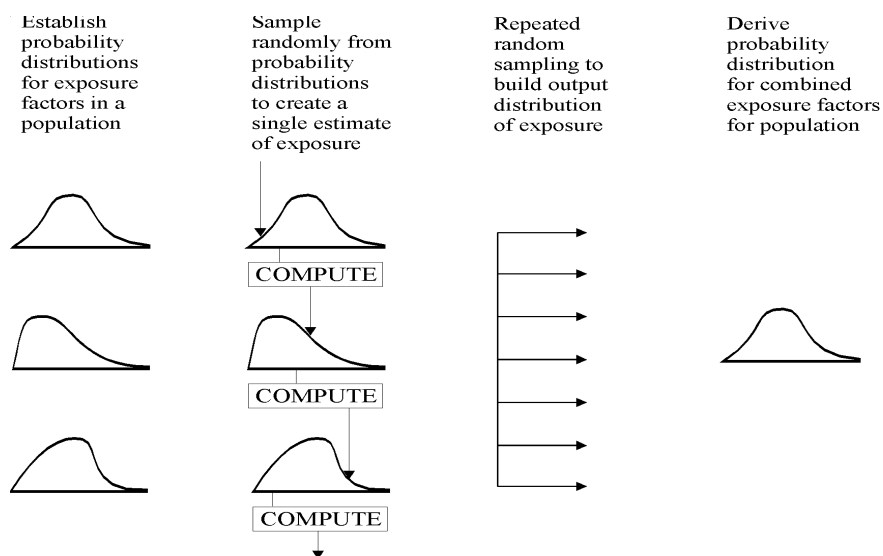 Establish
probability
distributions
for exposure
factors in a
population
Sample
randomly from
probability
distributions
to create a
single estimate
of exposure
Repeated
random
sampling to
build output
distribution
of exposure
Derive
probability
distribution
for combined
exposure factors
for population
COMPUTE
COMPUTE
COMPUTE